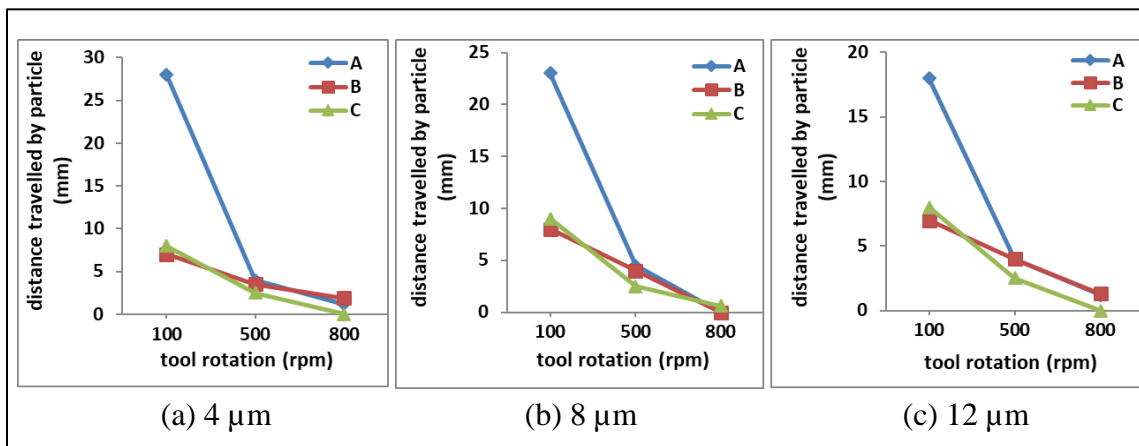 distance travelled by particle
(mm)
30
25
20
15
10
5
0
A
B
C
100 500 800
tool rotation (rpm)
(a) 4 µm
distance travelled by particle
(mm)
25
20
15
10
5
0
A
B
C
100 500 800
tool rotation (rpm)
(b) 8 µm
distance travelled by particle
(mm)
20
15
10
5
0
A
B
C
100 500 800
tool rotation (rpm)
(c) 12 µm